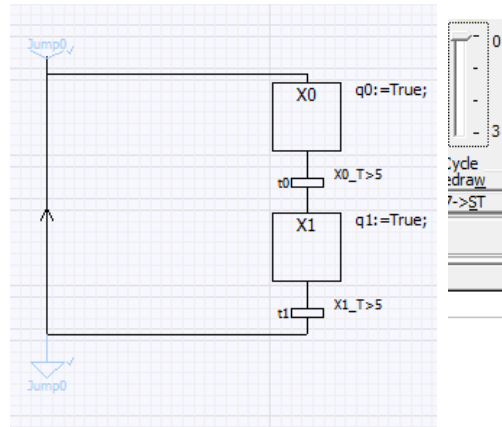 Jump0
X0 q0:=True;
t0 X0_T>5
X1 q1:=True;
t1 X1_T>5
Jump0
0
3
Cycle
edraw
7->ST